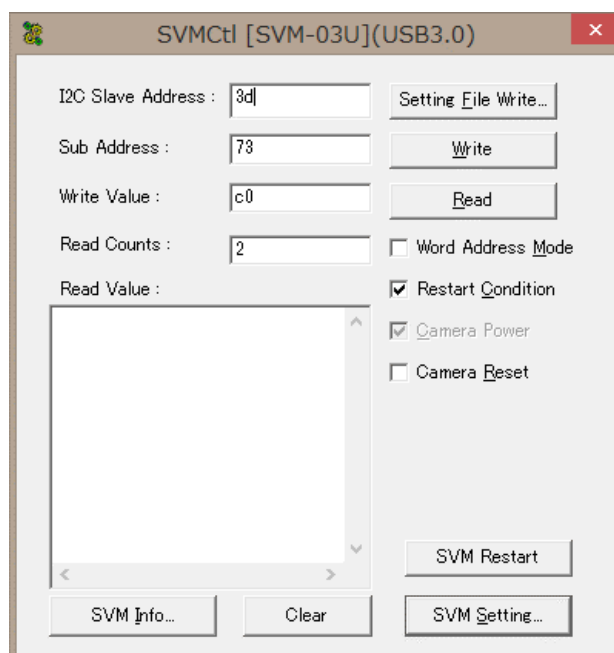 SVMCtl [SVM-03U](USB3.0)
I2C Slave Address : 3d Setting File Write...
Sub Address : 73 Write
Write Value : c0 Read
Read Counts : 2 Word Address Mode
Read Value : Restart Condition
Camera Power
Camera Reset
SVM Restart
SVM Info... Clear SVM Setting...